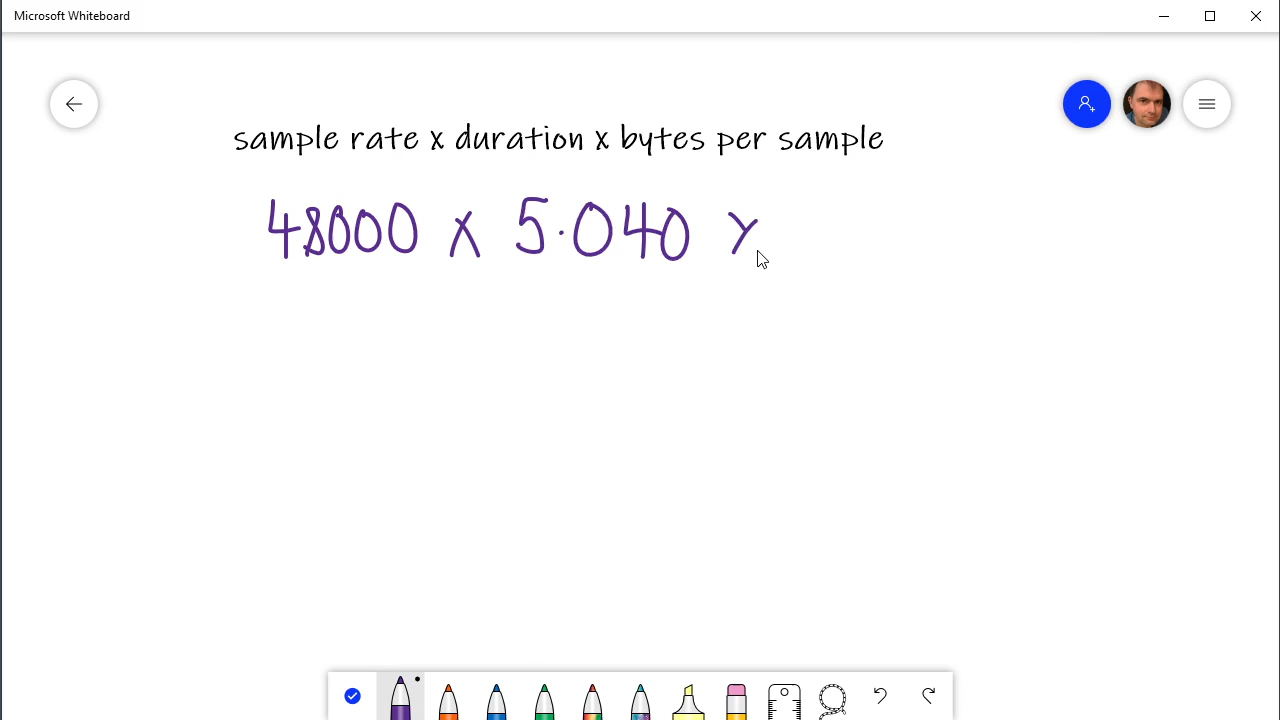 Microsoft Whiteboard
sample rate x duration x bytes per sample
48000 x 5.040 x